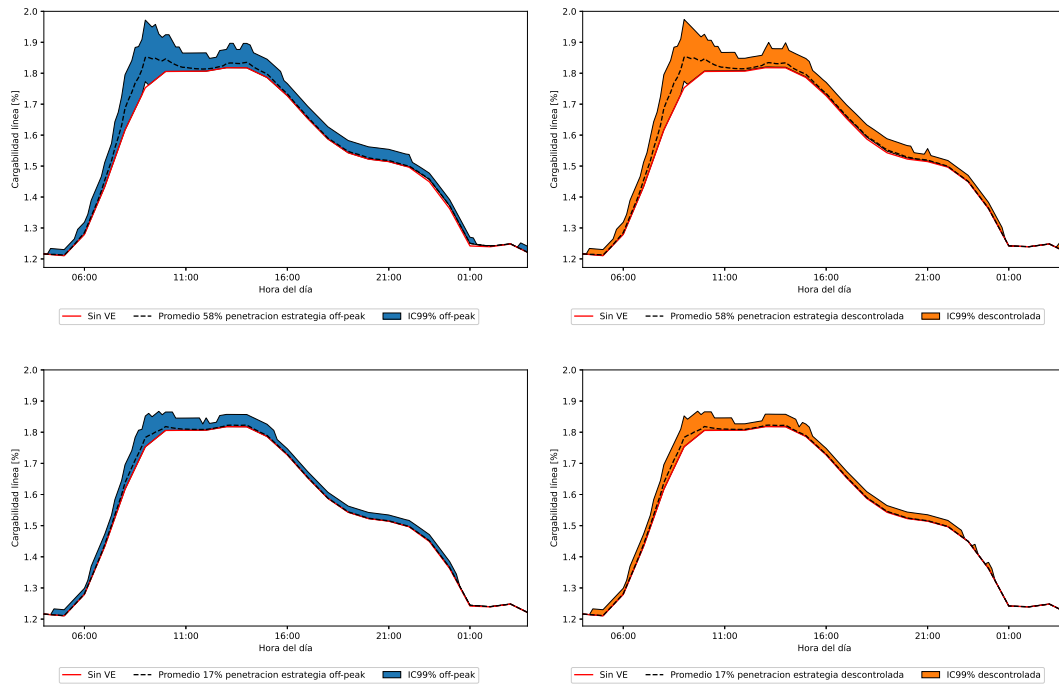 2.0
1.9
1.8
1.7
1.6
1.5
1.4
1.3
1.2
Cargabilidad línea [%]
06:00 11:00 16:00 21:00 01:00
Hora del día
Sin VE Promedio 58% penetracion estrategia off-peak IC99% off-peak
2.0
1.9
1.8
1.7
1.6
1.5
1.4
1.3
1.2
Cargabilidad línea [%]
06:00 11:00 16:00 21:00 01:00
Hora del día
Sin VE Promedio 58% penetracion estrategia descontrolada IC99% descontrolada
2.0
1.9
1.8
1.7
1.6
1.5
1.4
1.3
1.2
Cargabilidad línea [%]
06:00 11:00 16:00 21:00 01:00
Hora del día
Sin VE Promedio 17% penetracion estrategia off-peak IC99% off-peak
2.0
1.9
1.8
1.7
1.6
1.5
1.4
1.3
1.2
Cargabilidad línea [%]
06:00 11:00 16:00 21:00 01:00
Hora del día
Sin VE Promedio 17% penetracion estrategia descontrolada IC99% descontrolada